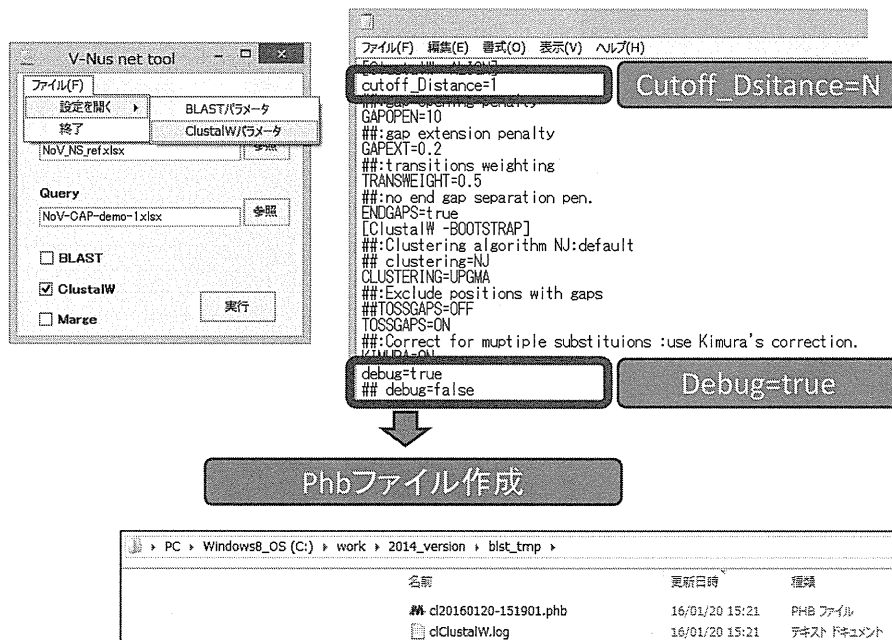 V-Nus net tool
ファイル(F)
設定を開く
BLASTパラメータ
終了
ClustalWパラメータ
NoV_NS_ref.xlsx
参照
Query
NoV-CAP-demo-1.xlsx
参照
BLAST
ClustalW
Marge
実行
ファイル(F) 編集(E) 書式(O) 表示(V) ヘルプ(H)
[ClustalW -ALIGN]
cutoff_Distance=1
Cutoff_Dsitance=N
##:gap opening penalty
GAPOPEN=10
##:gap extension penalty
GAPEXT=0.2
##:transitions weighting
TRANSWEIGHT=0.5
##:no end gap separation pen.
ENDGAPS=true
[ClustalW -BOOTSTRAP]
##:Clustering algorithm NJ:default
## clustering=NJ
CLUSTERING=UPGMA
##:Exclude positions with gaps
##TOSSGAPS=OFF
TOSSGAPS=ON
##:Correct for muptiple substituions :use Kimura's correction.
KIMURA=ON
debug=true
## debug=false
Debug=true
Phbファイル作成
PC Windows8_OS (C:) work 2014_version blst_tmp
名前 更新日時 種類
cl20160120-151901.phb 16/01/20 15:21 PHB ファイル
clClustalW.log 16/01/20 15:21 テキスト ドキュメント